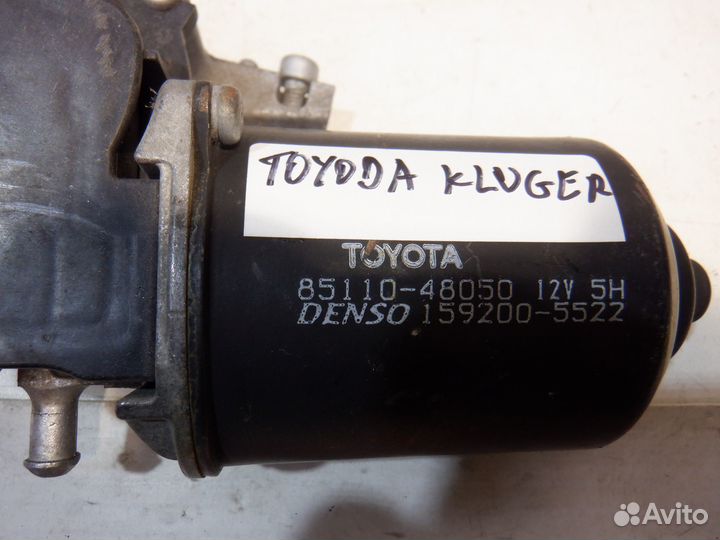 TOYODA KLUGER
TOYOTA
85110-48050 12V 5H
DENSO 159200-5522
Avito